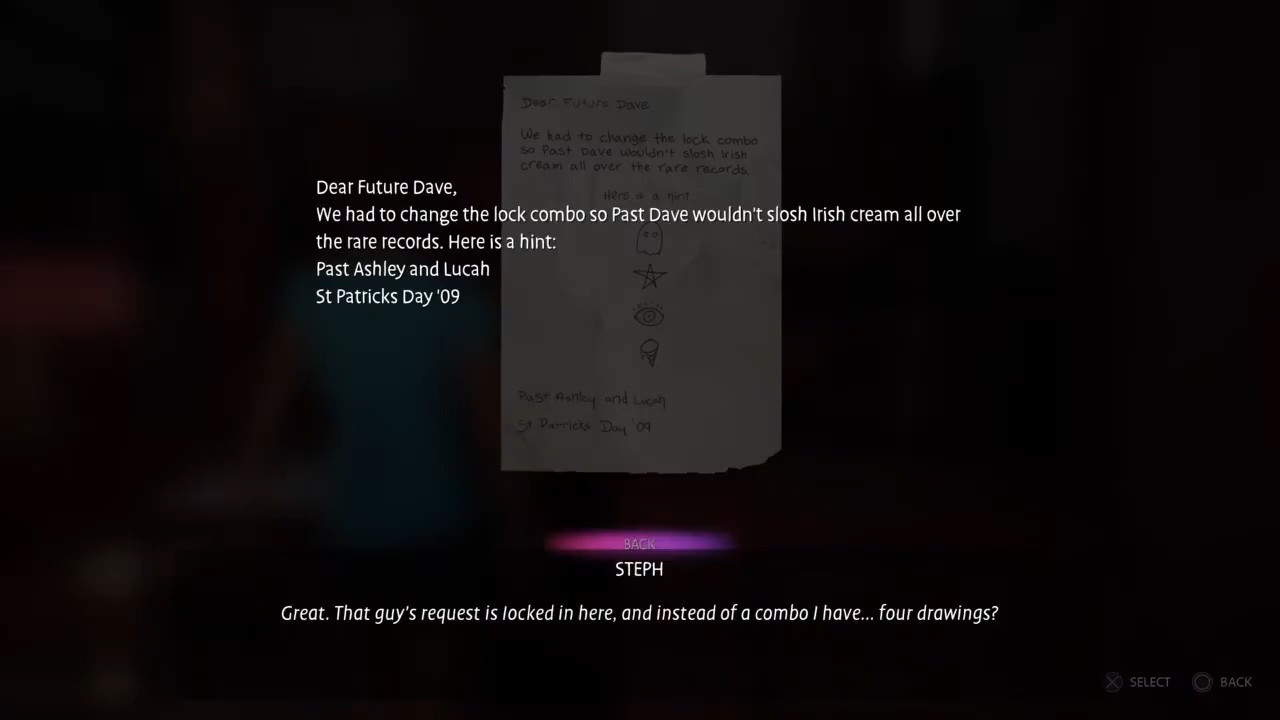 Dear Future Dave
We had to change the lock combo
so Past Dave wouldn't slosh Irish
cream all over the rare records.
Here is a hint
Dear Future Dave,
We had to change the lock combo so Past Dave wouldn't slosh Irish cream all over
the rare records. Here is a hint:
Past Ashley and Lucah
St Patricks Day '09
Past Ashley and Lucah
St Patricks Day '09
BACK
STEPH
Great. That guy's request is locked in here, and instead of a combo I have... four drawings?
SELECT
BACK